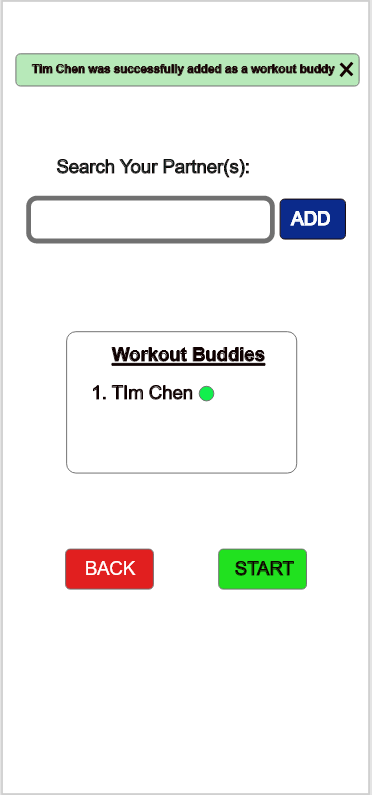 Tim Chen was successfully added as a workout buddy X
Search Your Partner(s):
ADD
Workout Buddies
1. TIm Chen
BACK
START